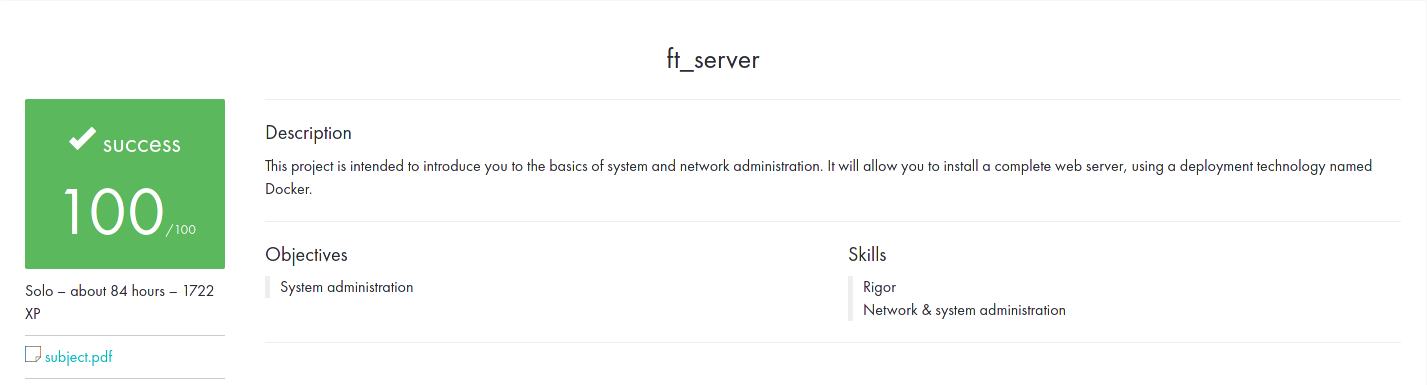 ft_server
success
100/100
Solo – about 84 hours – 1722
XP
subject.pdf
Description
This project is intended to introduce you to the basics of system and network administration. It will allow you to install a complete web server, using a deployment technology named
Docker.
Objectives
System administration
Skills
Rigor
Network & system administration